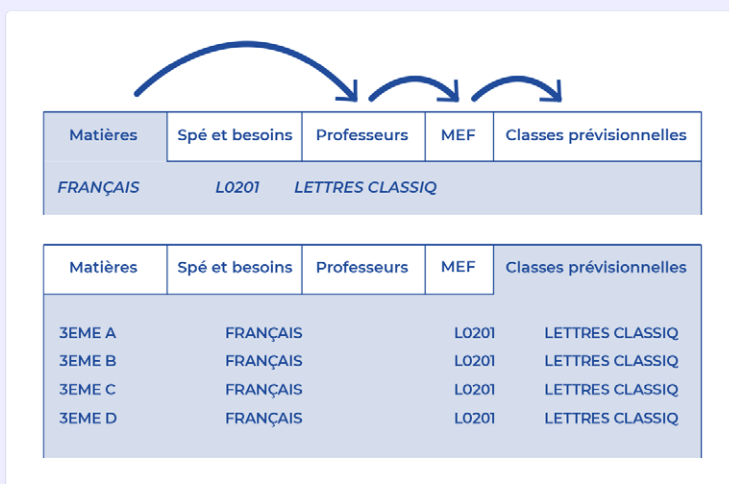 Matières Spé et besoins Professeurs MEF Classes prévisionnelles
FRANÇAIS L0201 LETTRES CLASSIQ
Matières Spé et besoins Professeurs MEF Classes prévisionnelles
3EME A FRANÇAIS L0201 LETTRES CLASSIQ
3EME B FRANÇAIS L0201 LETTRES CLASSIQ
3EME C FRANÇAIS L0201 LETTRES CLASSIQ
3EME D FRANÇAIS L0201 LETTRES CLASSIQ